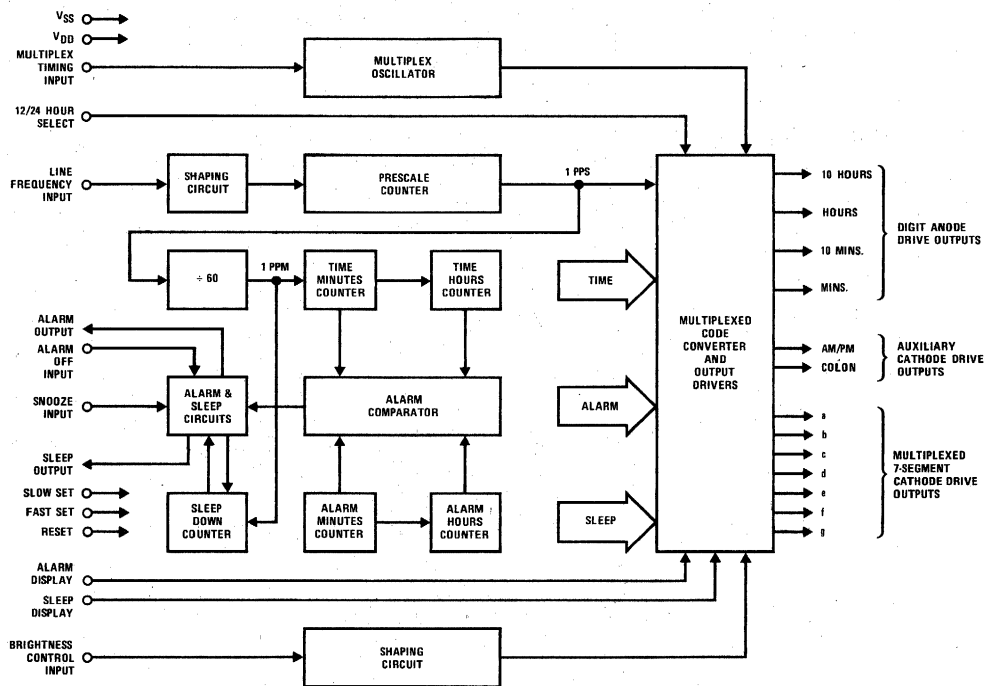 VSS
VDD
MULTIPLEX
TIMING
INPUT
MULTIPLEX
OSCILLATOR
12/24 HOUR
SELECT
LINE
FREQUENCY
INPUT
SHAPING
CIRCUIT
PRESCALE
COUNTER
1 PPS
÷ 60
1 PPM
TIME
MINUTES
COUNTER
TIME
HOURS
COUNTER
TIME
ALARM
OUTPUT
ALARM
OFF
INPUT
SNOOZE
INPUT
ALARM &
SLEEP
CIRCUITS
ALARM
COMPARATOR
ALARM
SLEEP
OUTPUT
SLOW SET
FAST SET
RESET
SLEEP
DOWN
COUNTER
ALARM
MINUTES
COUNTER
ALARM
HOURS
COUNTER
SLEEP
ALARM
DISPLAY
SLEEP
DISPLAY
BRIGHTNESS
CONTROL
INPUT
SHAPING
CIRCUIT
MULTIPLEXED
CODE
CONVERTER
AND
OUTPUT
DRIVERS
10 HOURS
HOURS
10 MINS.
MINS.
DIGIT ANODE
DRIVE OUTPUTS
AM/PM
COLON
AUXILIARY
CATHODE DRIVE
OUTPUTS
a
b
c
d
e
f
g
MULTIPLEXED
7-SEGMENT
CATHODE DRIVE
OUTPUTS